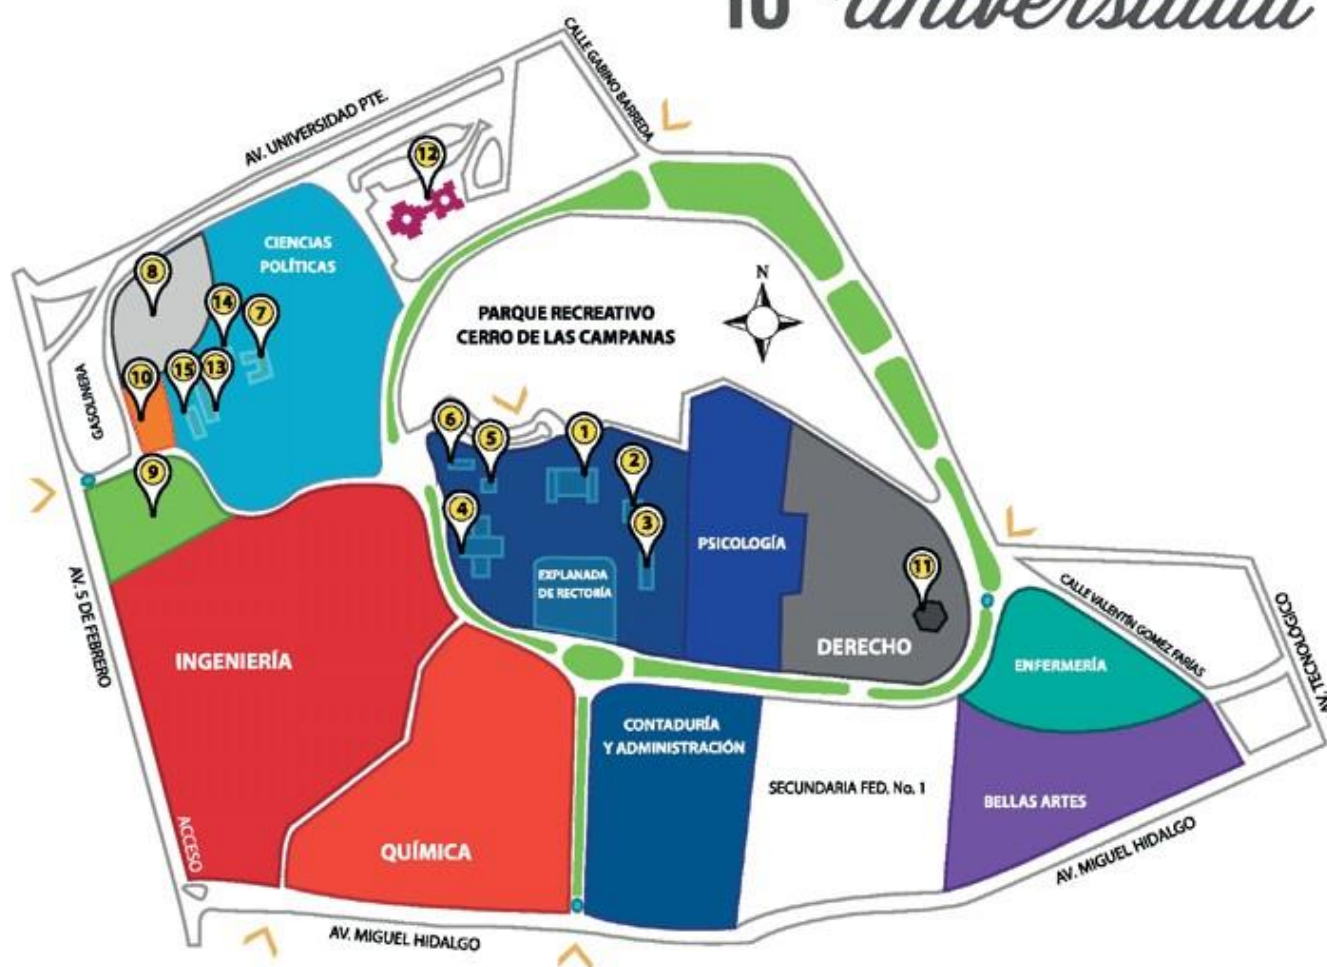 10 universidad
CALLE GABINO BARREDA
AV. UNIVERSIDAD PTE.
12
CIENCIAS
POLÍTICAS
8
14
7
N
PARQUE RECREATIVO
CERRO DE LAS CAMPANAS
GASOLINERA
10
15
13
6
5
1
2
9
4
3
PSICOLOGÍA
EXPLANADA
DE RECTORÍA
11
AV. 5 DE FEBRERO
CALLE VALENTÍN GOMEZ FARÍAS
AV. TECNOLÓGICO
INGENIERÍA
DERECHO
ENFERMERÍA
CONTADURÍA
Y ADMINISTRACIÓN
SECUNDARIA FED. No. 1
BELLAS ARTES
ACCESO
QUÍMICA
AV. MIGUEL HIDALGO
AV. MIGUEL HIDALGO